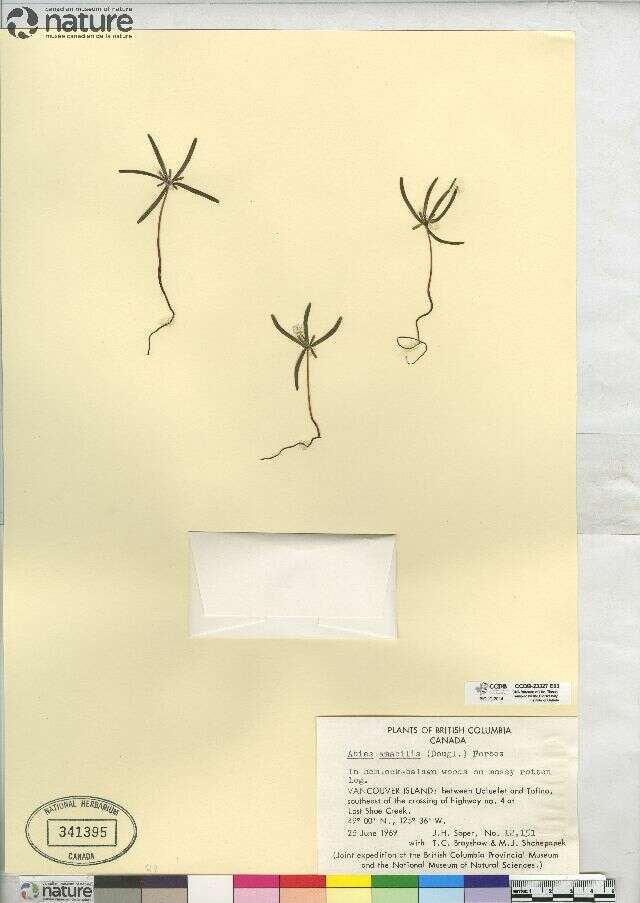 canadian museum of nature
nature
musée canadien de la nature
CCDB-23327 E03
PLANTS OF BRITISH COLUMBIA
CANADA
Abies amabilis (Dougl.) Forbes
In hemlock-balsam woods on mossy rotten
log.
VANCOUVER ISLAND: between Ucluelet and Tofino,
southeast of the crossing of highway no. 4 at
Lost Shoe Creek.
49° 00' N., 125° 36' W.
25 June 1969 J.H. Soper, No. 12,151
with T.C. Brayshaw & M.J. Shchepanek
(Joint expedition of the British Columbia Provincial Museum
and the National Museum of Natural Sciences.)
NATIONAL HERBARIUM
341395
CANADA
nature